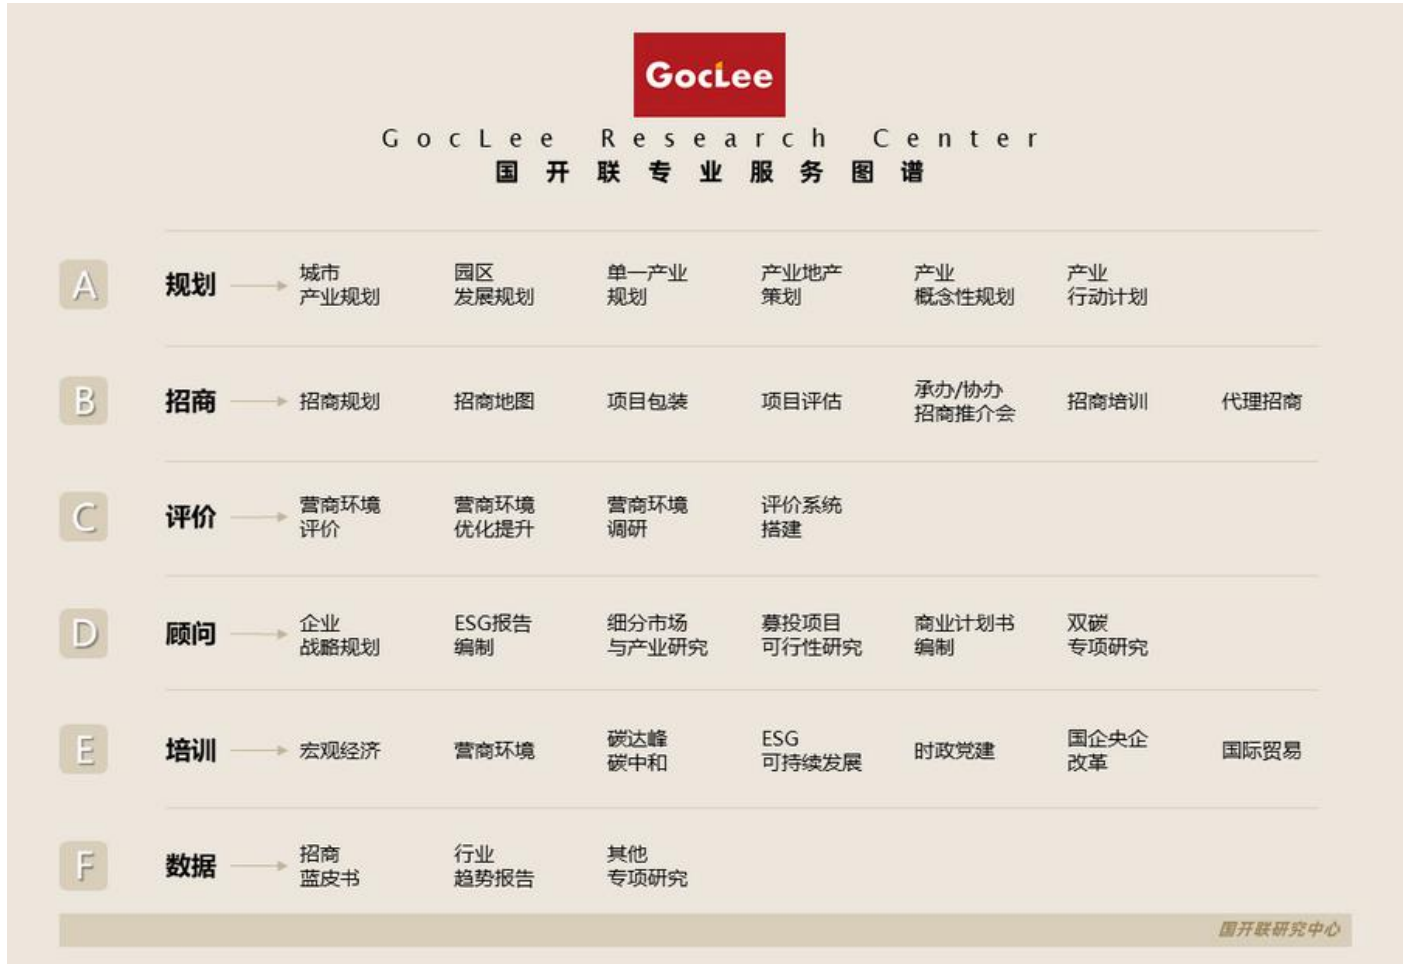 GocLee
GocLee Research Center
国开联专业服务图谱
A
规划
城市
产业规划
园区
发展规划
单一产业
规划
产业地产
策划
产业
概念性规划
产业
行动计划
B
招商
招商规划
招商地图
项目包装
项目评估
承办/协办
招商推介会
招商培训
代理招商
C
评价
营商环境
评价
营商环境
优化提升
营商环境
调研
评价系统
搭建
D
顾问
企业
战略规划
ESG报告
编制
细分市场
与产业研究
募投项目
可行性研究
商业计划书
编制
双碳
专项研究
E
培训
宏观经济
营商环境
碳达峰
碳中和
ESG
可持续发展
时政党建
国企央企
改革
国际贸易
F
数据
招商
蓝皮书
行业
趋势报告
其他
专项研究
国开联研究中心